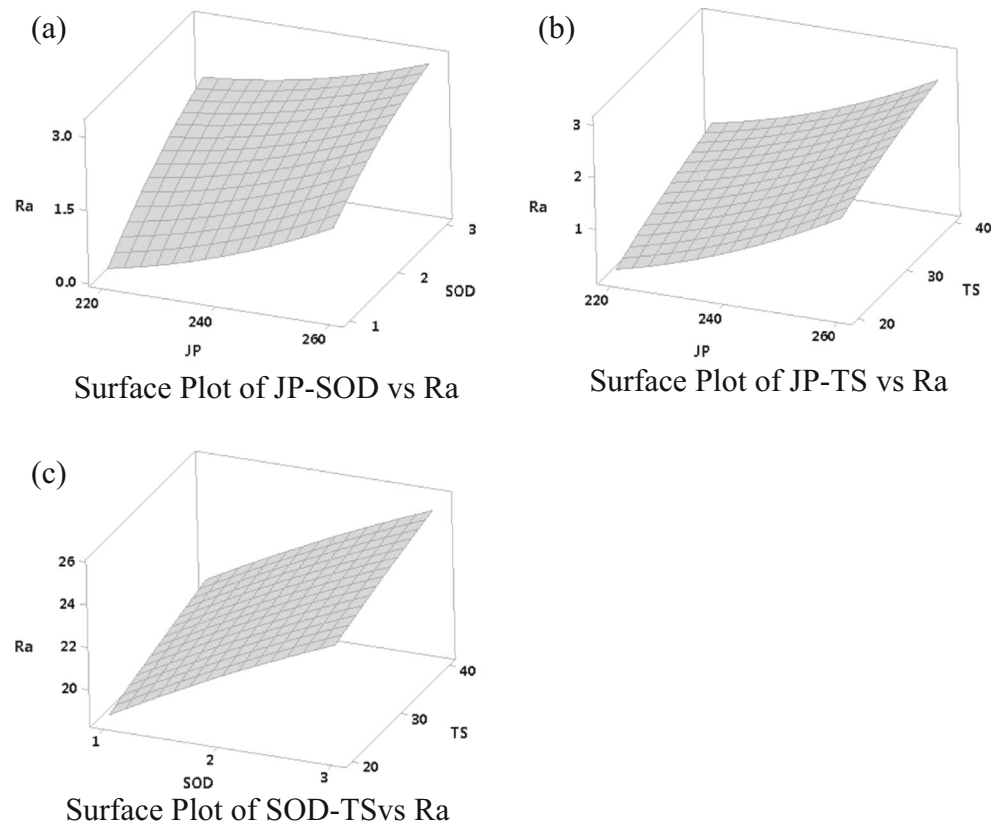 (a)
3.0
Ra
1.5
0.0
220
240
260
JP
1
2
3
SOD
Surface Plot of JP-SOD vs Ra
(b)
3
2
Ra
1
220
240
260
JP
20
30
40
TS
Surface Plot of JP-TS vs Ra
(c)
26
24
Ra
22
20
1
2
3
SOD
20
30
40
TS
Surface Plot of SOD-TSvs Ra